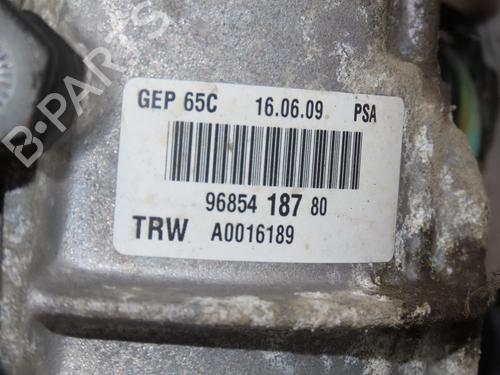 B-PARTS
GEP 65C 16.06.09 PSA
96854 187 80
TRW A0016189